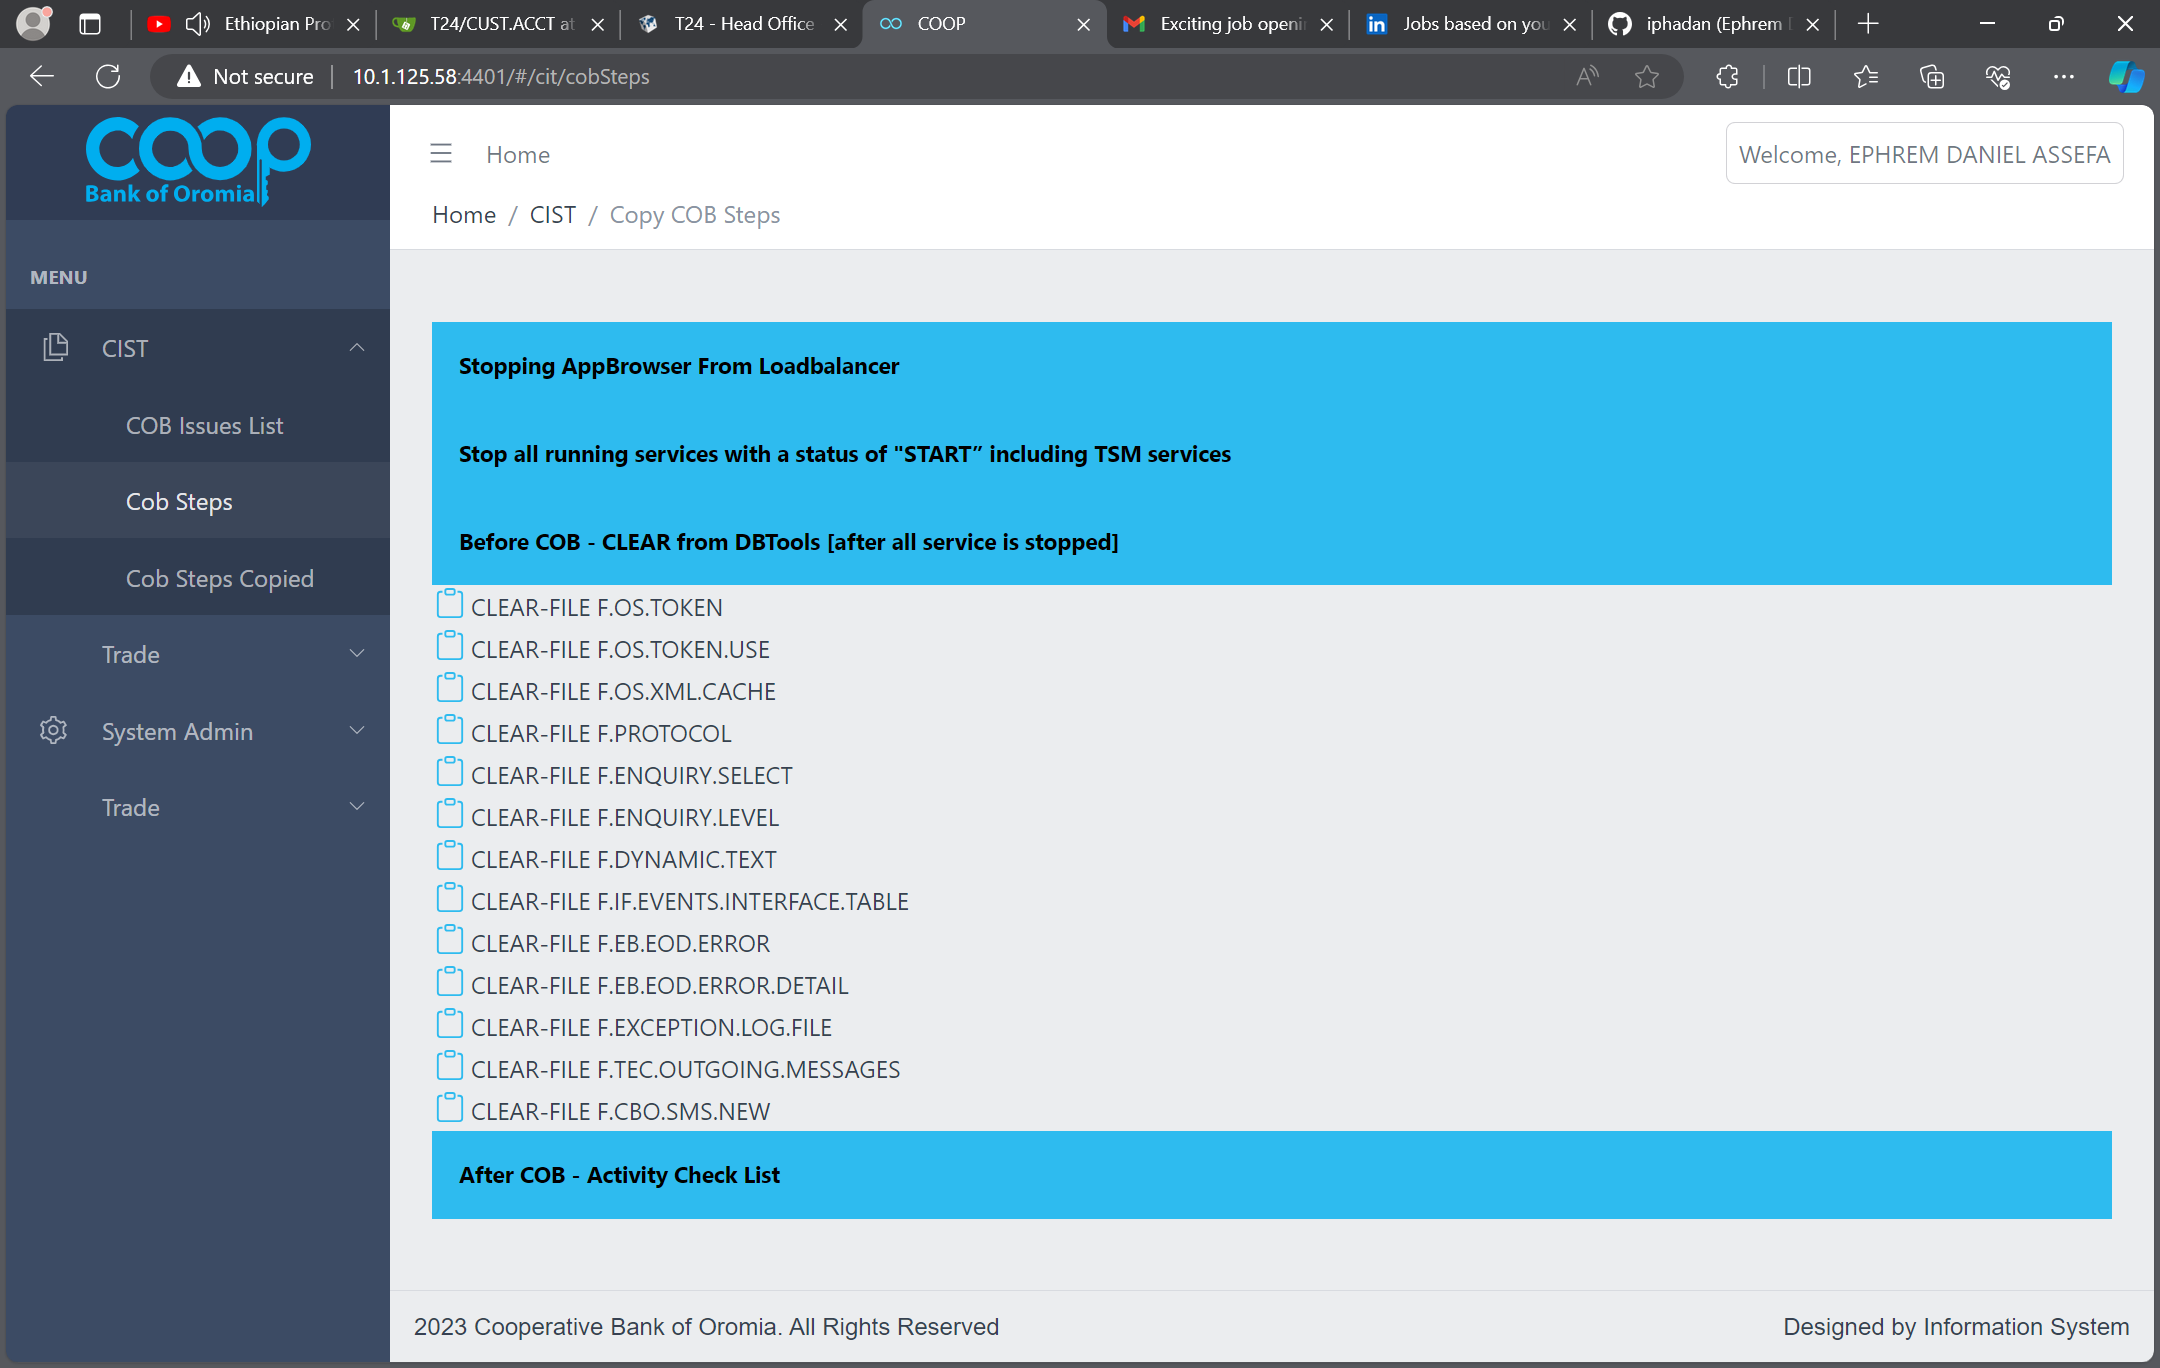 Ethiopian Pro
T24/CUST.ACCT at
T24 - Head Office
COOP
Exciting job openi
Jobs based on you
iphadan (Ephrem
Not secure
10.1.125.58:4401/#/cit/cobSteps
coop
Bank of Oromia
Home
Welcome, EPHREM DANIEL ASSEFA
Home / CIST / Copy COB Steps
MENU
CIST
COB Issues List
Cob Steps
Cob Steps Copied
Trade
System Admin
Trade
Stopping AppBrowser From Loadbalancer
Stop all running services with a status of "START” including TSM services
Before COB - CLEAR from DBTools [after all service is stopped]
CLEAR-FILE F.OS.TOKEN
CLEAR-FILE F.OS.TOKEN.USE
CLEAR-FILE F.OS.XML.CACHE
CLEAR-FILE F.PROTOCOL
CLEAR-FILE F.ENQUIRY.SELECT
CLEAR-FILE F.ENQUIRY.LEVEL
CLEAR-FILE F.DYNAMIC.TEXT
CLEAR-FILE F.IF.EVENTS.INTERFACE.TABLE
CLEAR-FILE F.EB.EOD.ERROR
CLEAR-FILE F.EB.EOD.ERROR.DETAIL
CLEAR-FILE F.EXCEPTION.LOG.FILE
CLEAR-FILE F.TEC.OUTGOING.MESSAGES
CLEAR-FILE F.CBO.SMS.NEW
After COB - Activity Check List
2023 Cooperative Bank of Oromia. All Rights Reserved
Designed by Information System